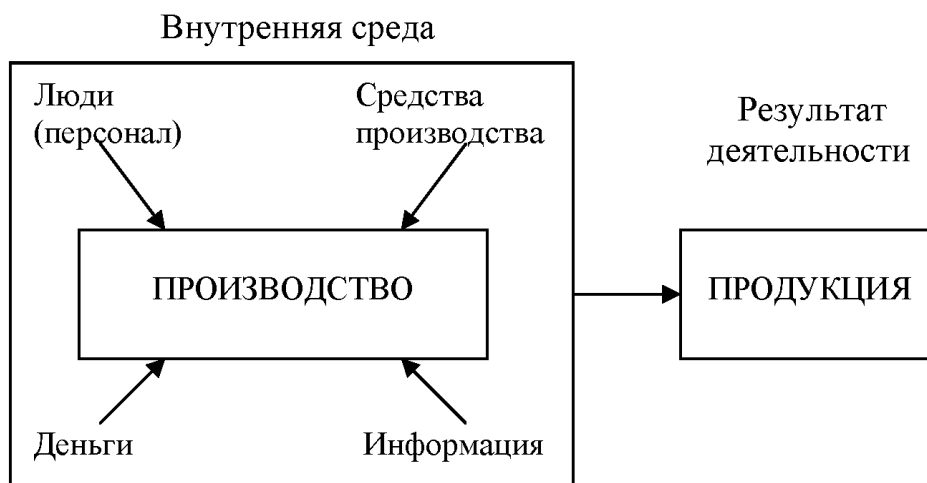 Внутренняя среда
Люди
(персонал)
Средства
производства
Результат
деятельности
ПРОИЗВОДСТВО
ПРОДУКЦИЯ
Деньги
Информация